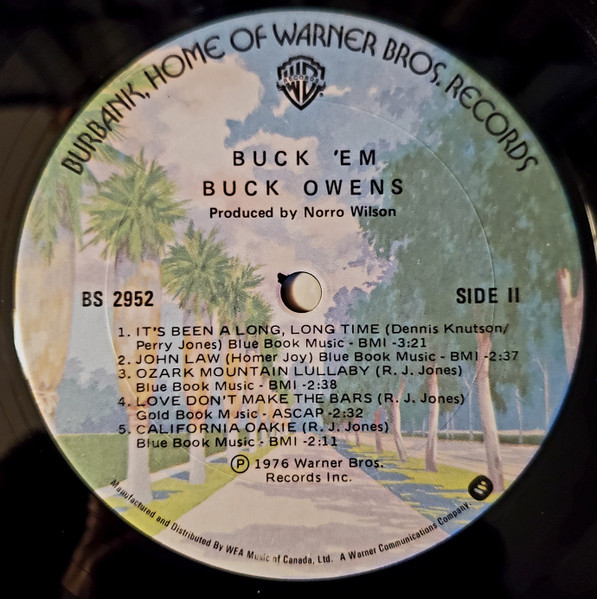 BURBANK, HOME OF WARNER BROS. RECORDS
RECORDS
BUCK 'EM
BUCK OWENS
Produced by Norro Wilson
BS 2952
SIDE II
1. IT'S BEEN A LONG, LONG TIME (Dennis Knutson/
Perry Jones) Blue Book Music - BMI -3:21
2. JOHN LAW (Homer Joy) Blue Book Music - BMI -2:37
3. OZARK MOUNTAIN LULLABY (R. J. Jones)
Blue Book Music - BMI -2:38
4. LOVE DON'T MAKE THE BARS (R. J. Jones)
Gold Book Music - ASCAP -2:32
5. CALIFORNIA OAKIE (R. J. Jones)
Blue Book Music - BMI -2:11
Ⓟ 1976 Warner Bros.
Records Inc.
Manufactured and Distributed By WEA Music of Canada, Ltd. A Warner Communications Company.